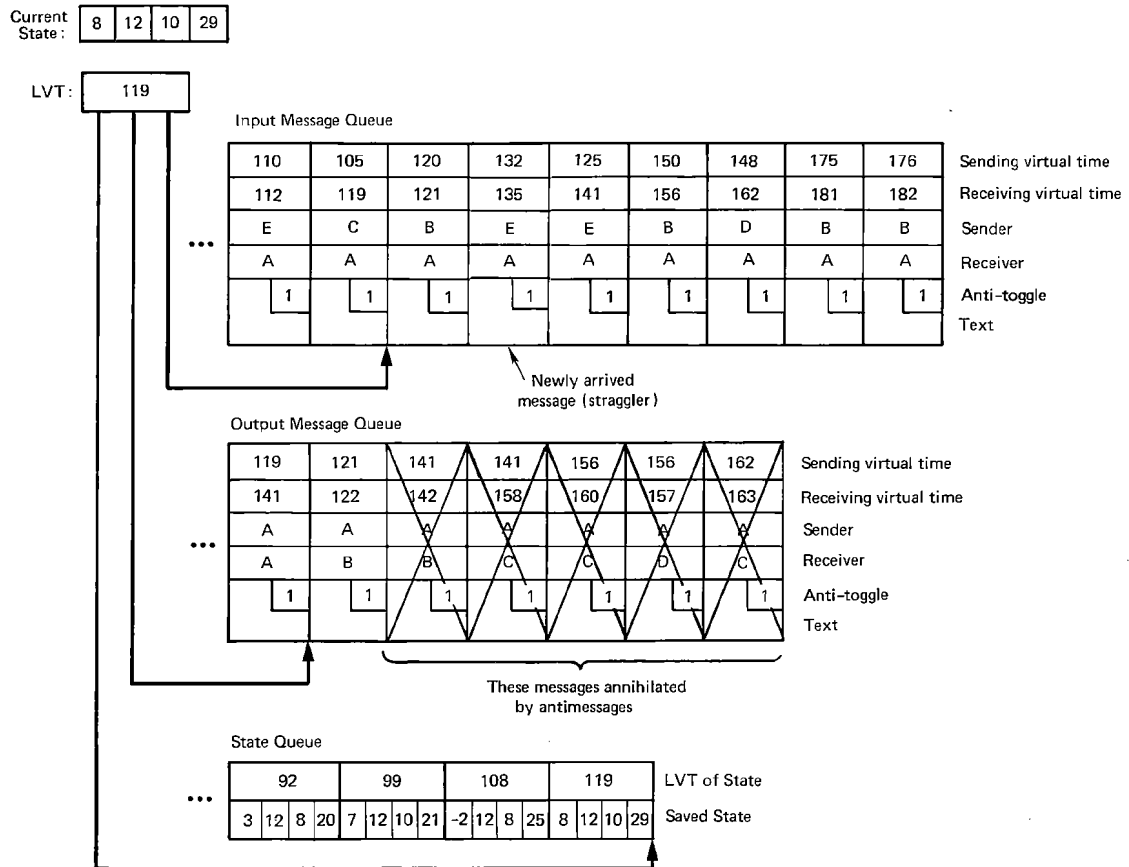 Current
State:
8 12 10 29
LVT: 119
Input Message Queue
110 105 120 132 125 150 148 175 176 Sending virtual time
112 119 121 135 141 156 162 181 182 Receiving virtual time
••• E C B E E B D B B Sender
A A A A A A A A A Receiver
1 1 1 1 1 1 1 1 1 Anti-toggle
Text
Newly arrived
message (straggler)
Output Message Queue
119 121 141 141 156 156 162 Sending virtual time
141 122 142 158 160 157 163 Receiving virtual time
••• A A A A A A A Sender
A B B C C D C Receiver
1 1 1 1 1 1 1 Anti-toggle
Text
These messages annihilated
by antimessages
State Queue
••• 92 99 108 119 LVT of State
3 12 8 20 7 12 10 21 -2 12 8 25 8 12 10 29 Saved State